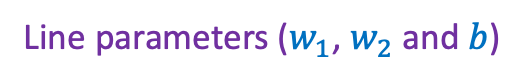 Line parameters (w₁, w₂ and b)